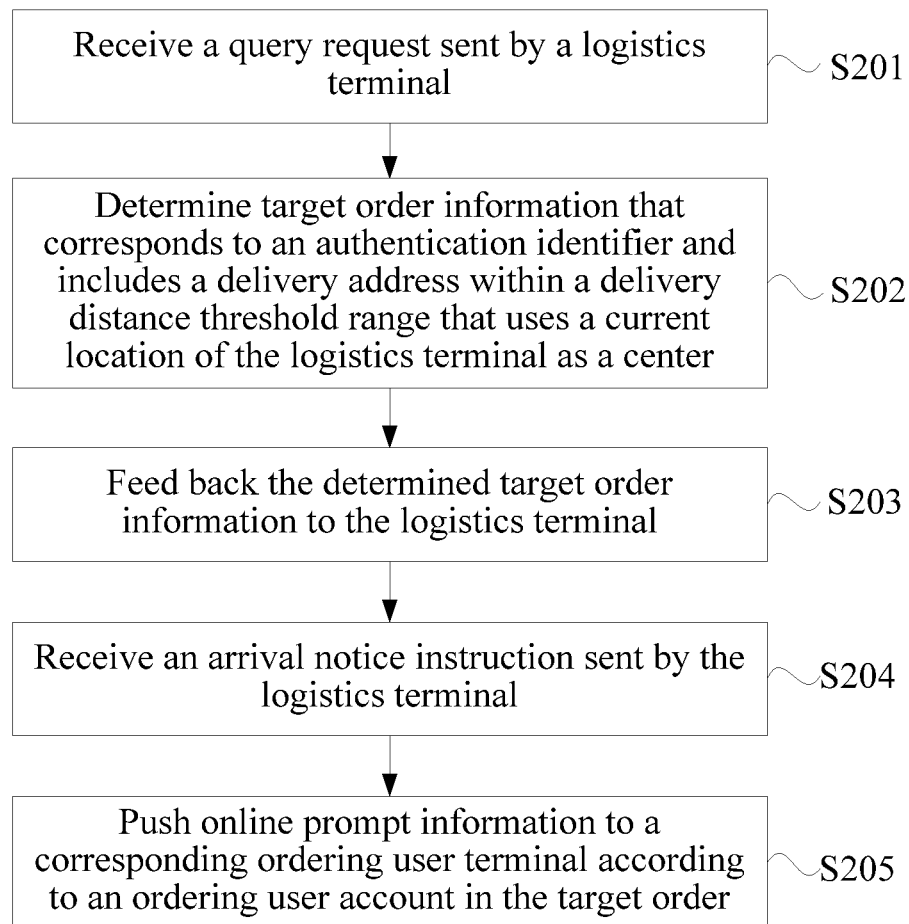 Receive a query request sent by a logistics
terminal
S201
Determine target order information that
corresponds to an authentication identifier and
includes a delivery address within a delivery
distance threshold range that uses a current
location of the logistics terminal as a center
S202
Feed back the determined target order
information to the logistics terminal
S203
Receive an arrival notice instruction sent by the
logistics terminal
S204
Push online prompt information to a
corresponding ordering user terminal according
to an ordering user account in the target order
S205